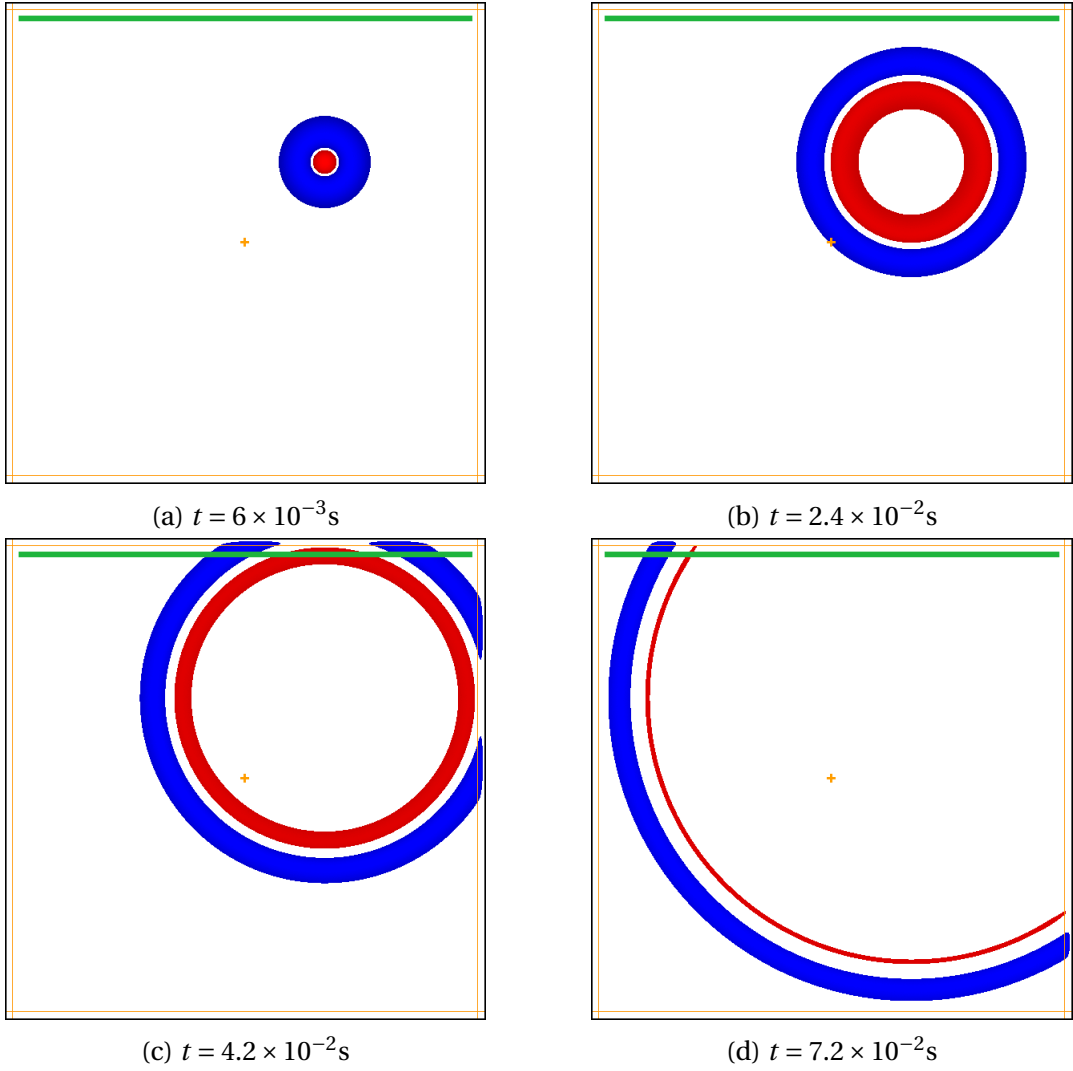 (a) t = 6 × 10⁻³s
(b) t = 2.4 × 10⁻²s
(c) t = 4.2 × 10⁻²s
(d) t = 7.2 × 10⁻²s